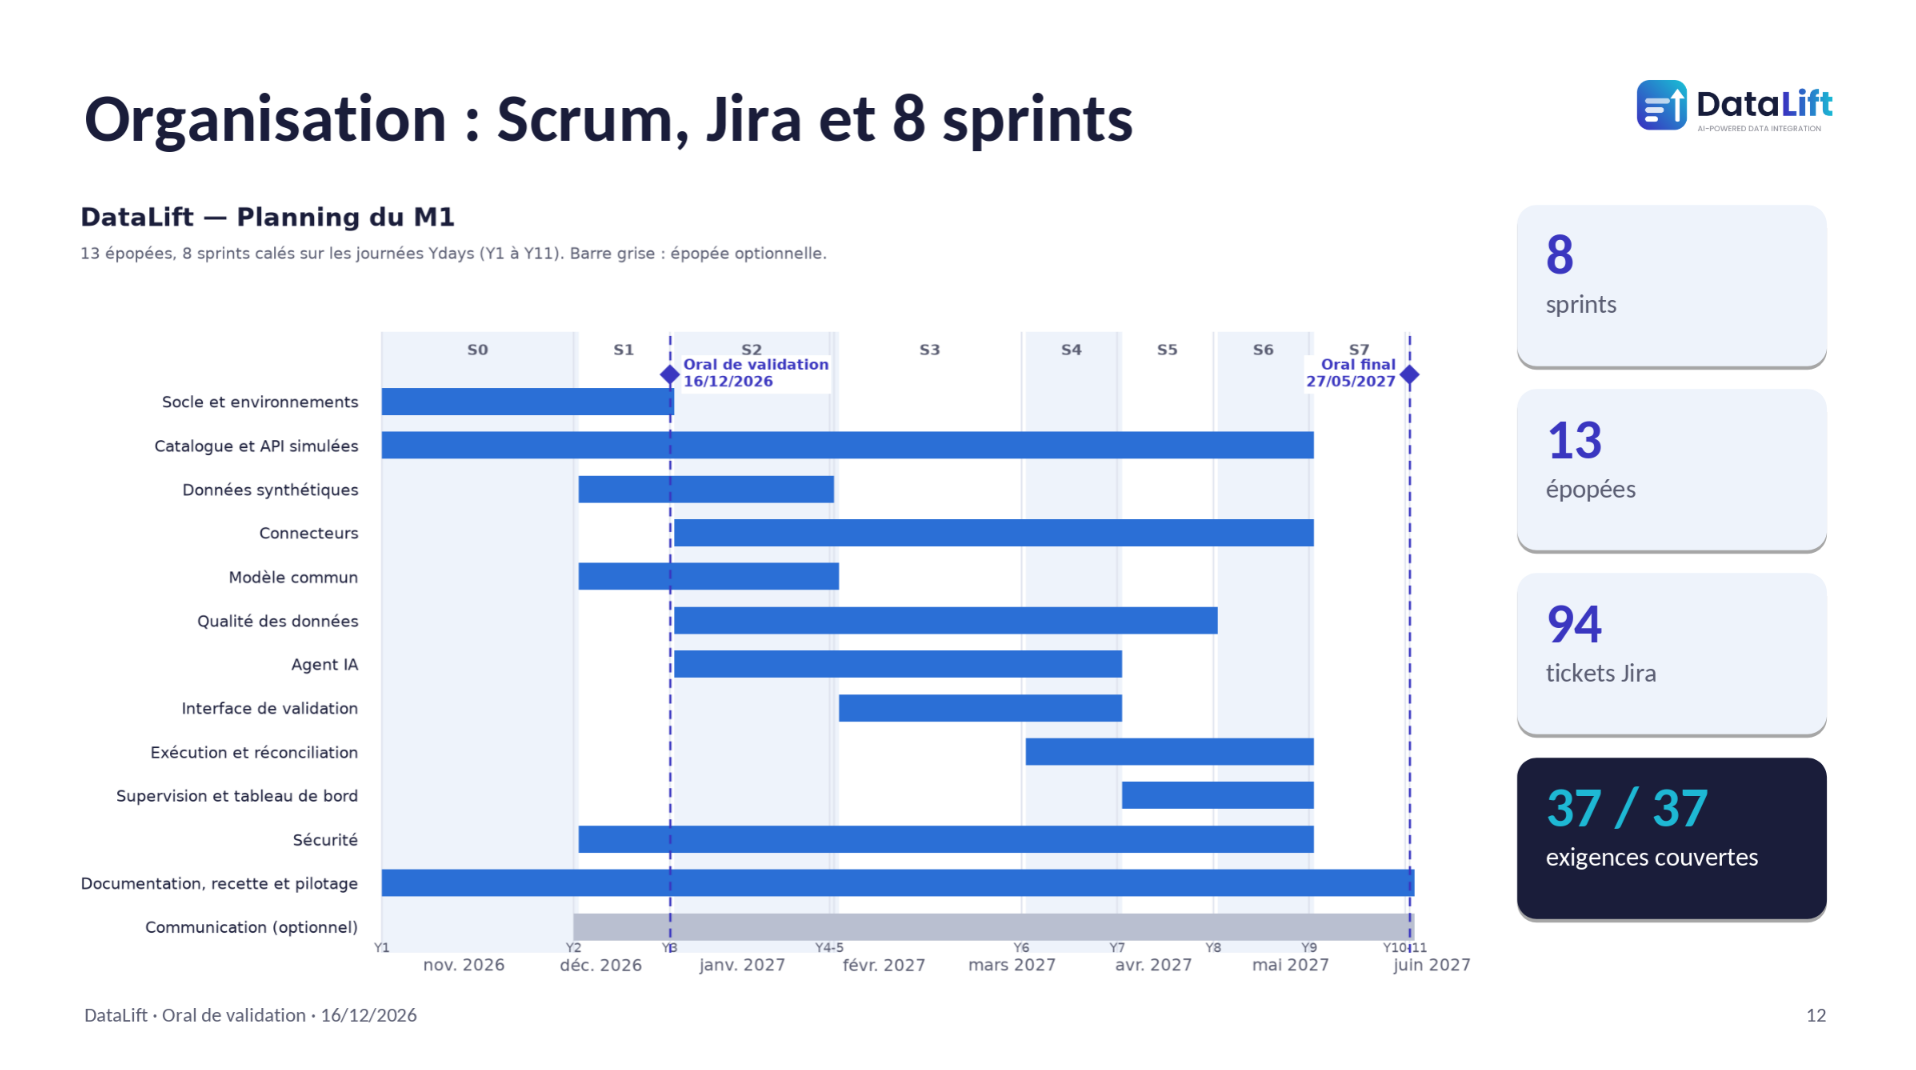 Organisation : Scrum, Jira et 8 sprints
DataLift
AI-POWERED DATA INTEGRATION
DataLift — Planning du M1
13 épopées, 8 sprints calés sur les journées Ydays (Y1 à Y11). Barre grise : épopée optionnelle.
S0 S1 S2 S3 S4 S5 S6 S7
Oral de validation
16/12/2026
Oral final
27/05/2027
Socle et environnements
Catalogue et API simulées
Données synthétiques
Connecteurs
Modèle commun
Qualité des données
Agent IA
Interface de validation
Exécution et réconciliation
Supervision et tableau de bord
Sécurité
Documentation, recette et pilotage
Communication (optionnel)
Y1 Y2 Y3 Y4-5 Y6 Y7 Y8 Y9 Y10-11
nov. 2026 déc. 2026 janv. 2027 févr. 2027 mars 2027 avr. 2027 mai 2027 juin 2027
8
sprints
13
épopées
94
tickets Jira
37 / 37
exigences couvertes
DataLift · Oral de validation · 16/12/2026
12